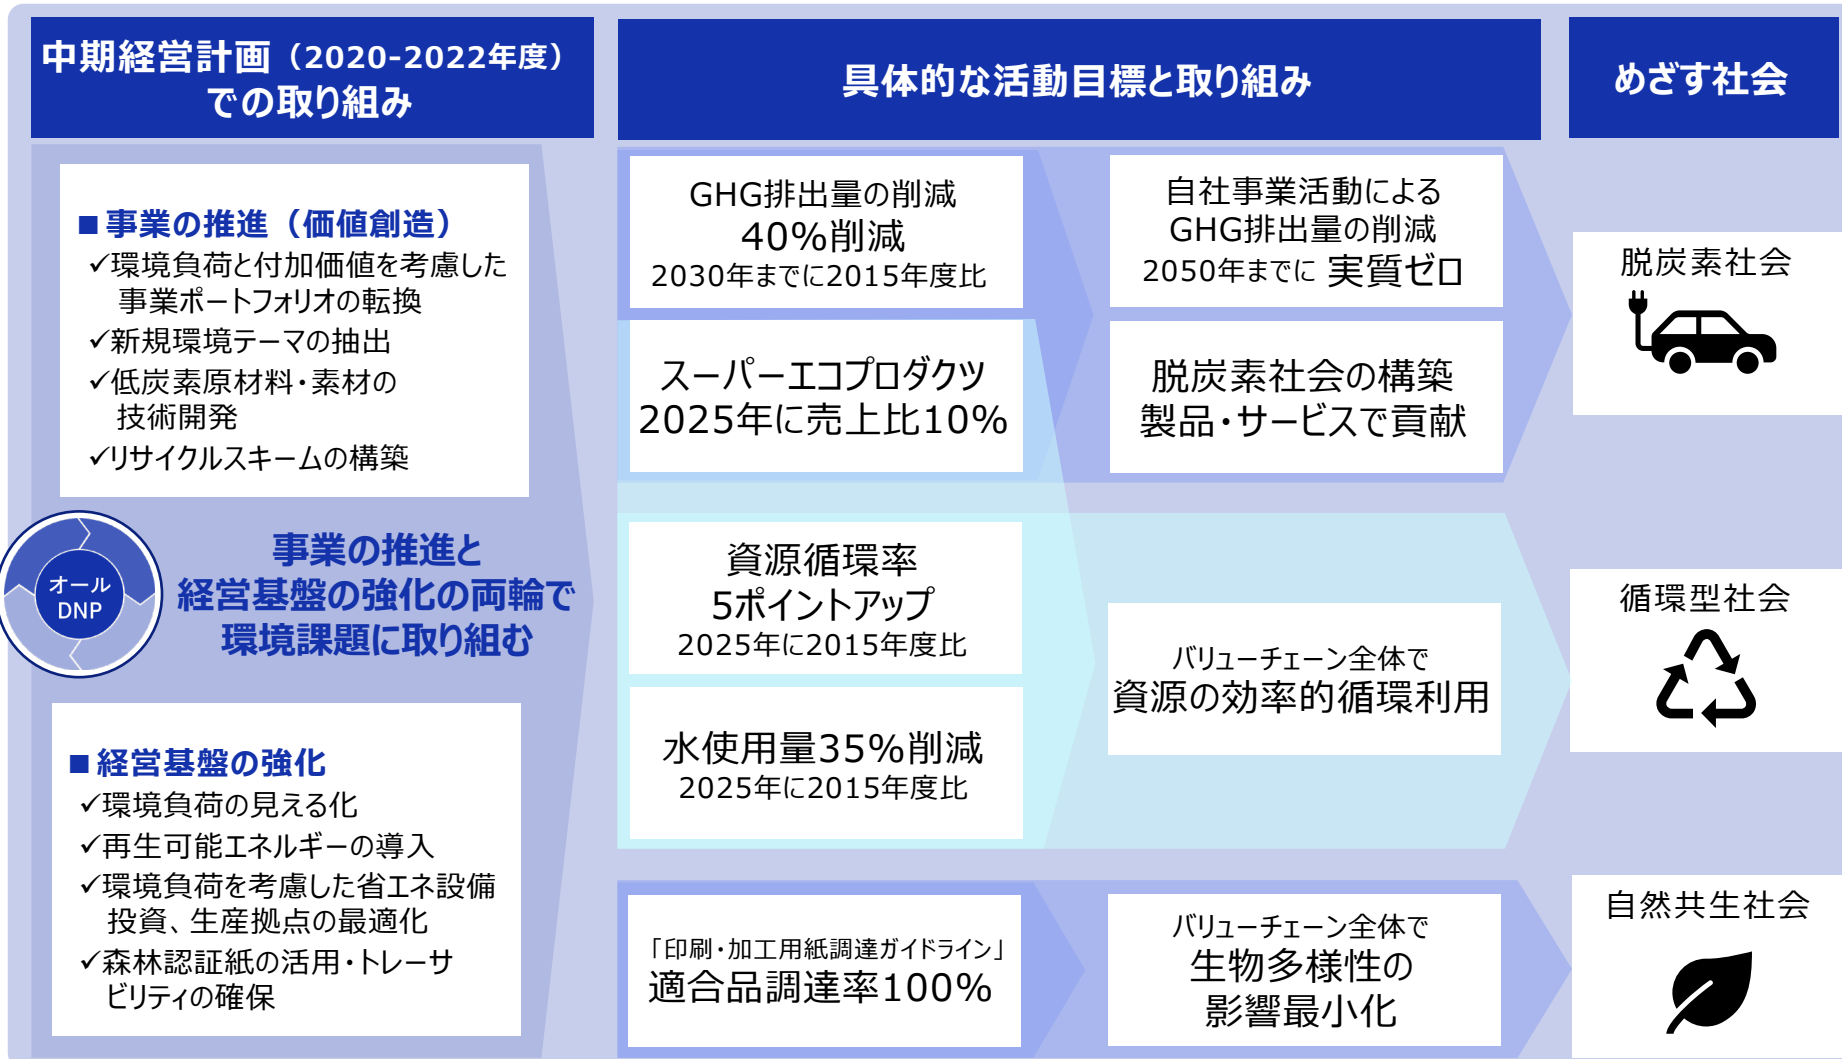 中期経営計画（2020-2022年度）
での取り組み
具体的な活動目標と取り組み
めざす社会
■事業の推進（価値創造）
✓環境負荷と付加価値を考慮した
事業ポートフォリオの転換
✓新規環境テーマの抽出
✓低炭素原材料・素材の
技術開発
✓リサイクルスキームの構築
オール
DNP
事業の推進と
経営基盤の強化の両輪で
環境課題に取り組む
■経営基盤の強化
✓環境負荷の見える化
✓再生可能エネルギーの導入
✓環境負荷を考慮した省エネ設備
投資、生産拠点の最適化
✓森林認証紙の活用・トレーサ
ビリティの確保
GHG排出量の削減
40%削減
2030年までに2015年度比
自社事業活動による
GHG排出量の削減
2050年までに 実質ゼロ
スーパーエコプロダクツ
2025年に売上比10%
脱炭素社会の構築
製品・サービスで貢献
脱炭素社会
資源循環率
5ポイントアップ
2025年に2015年度比
水使用量35%削減
2025年に2015年度比
バリューチェーン全体で
資源の効率的循環利用
循環型社会
「印刷・加工用紙調達ガイドライン」
適合品調達率100%
バリューチェーン全体で
生物多様性の
影響最小化
自然共生社会